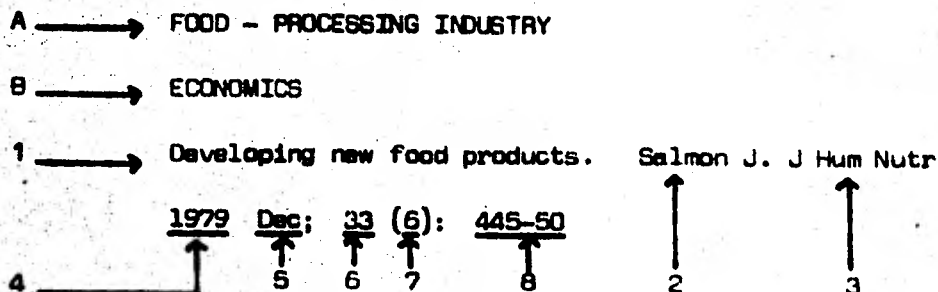 A FOOD - PROCESSING INDUSTRY
B ECONOMICS
1 Developing new food products. Salmon J. J Hum Nutr
1979 Dec; 33 (6): 445-50
4 5 6 7 8 2 3